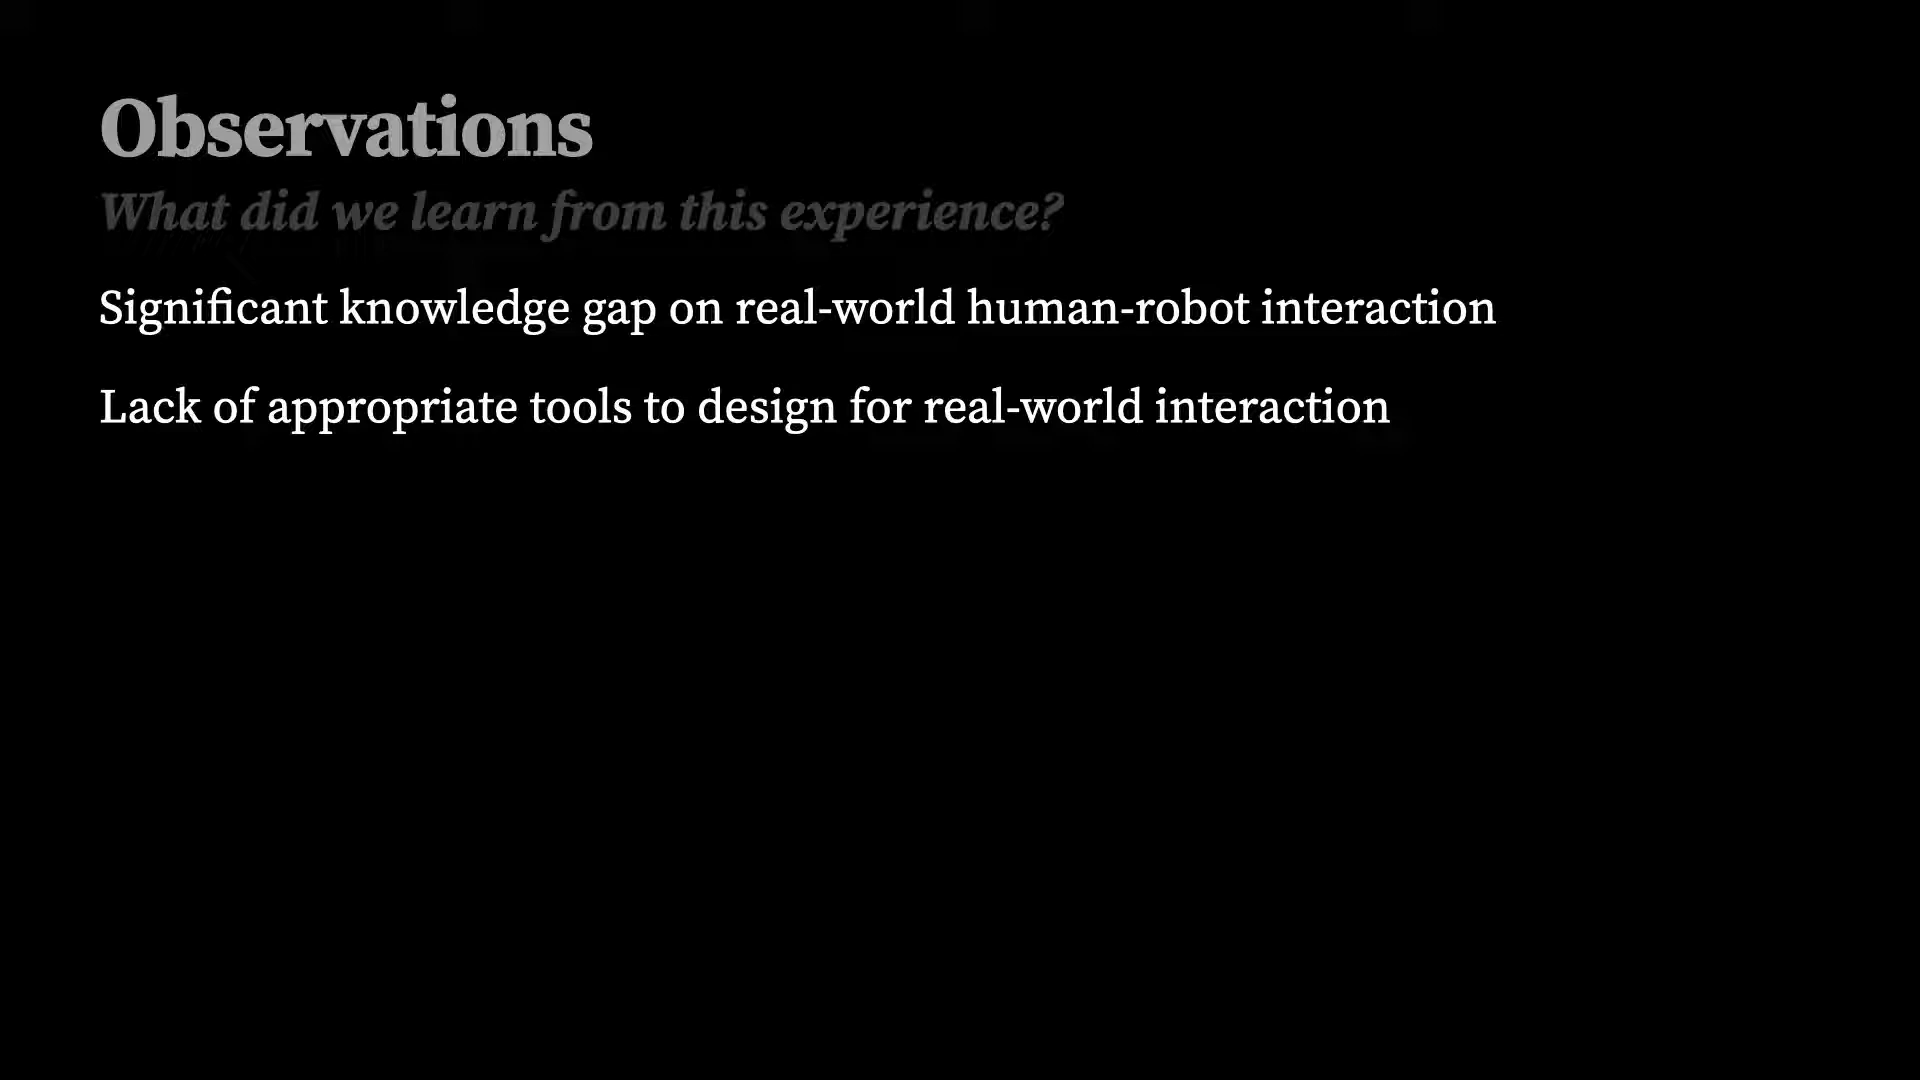 Observations
What did we learn from this experience?
Significant knowledge gap on real-world human-robot interaction
Lack of appropriate tools to design for real-world interaction